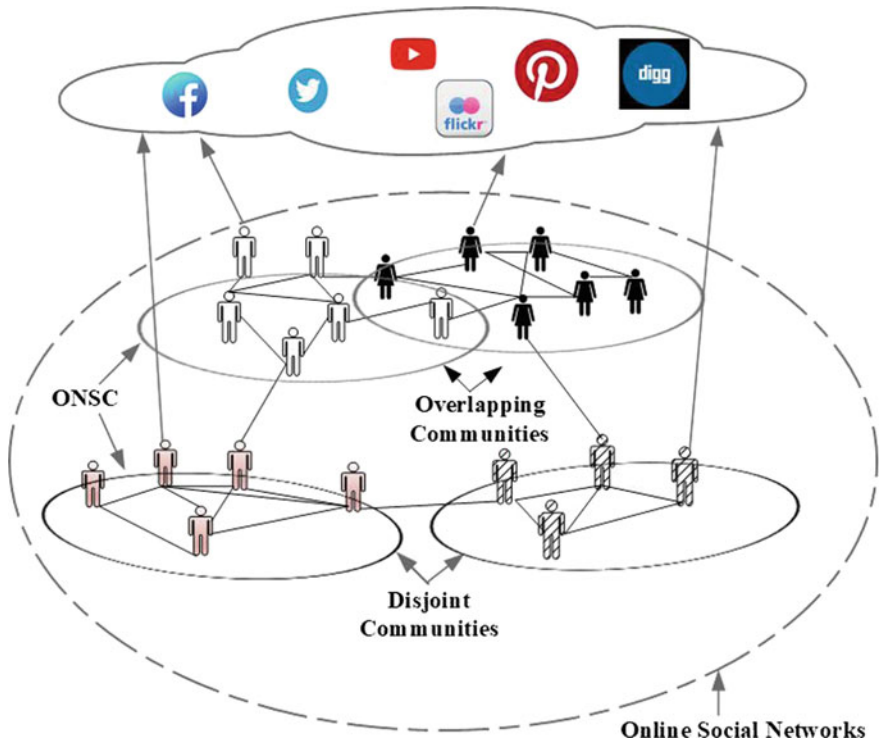 digg
flickr
ONSC
Overlapping
Communities
Disjoint
Communities
Online Social Networks